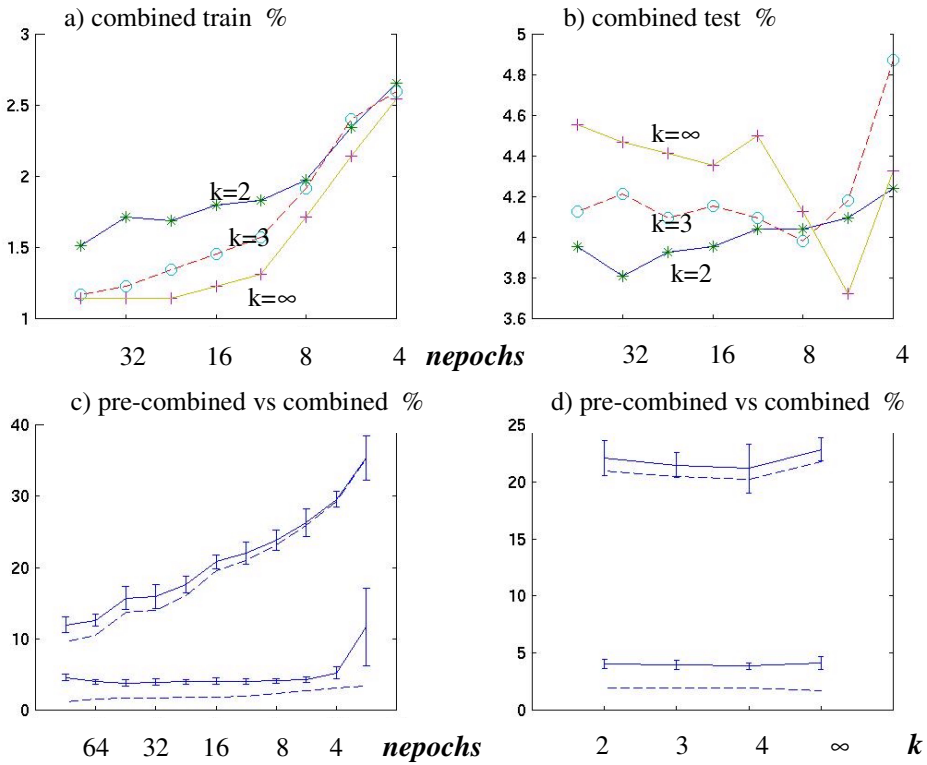 a) combined train %
3
2.5
2
1.5
1
k=2
k=3
k=∞
32 16 8 4 nepochs
b) combined test %
5
4.8
4.6
4.4
4.2
4
3.8
3.6
k=∞
k=3
k=2
32 16 8 4
c) pre-combined vs combined %
40
30
20
10
0
64 32 16 8 4 nepochs
d) pre-combined vs combined %
25
20
15
10
5
0
2 3 4 ∞ k